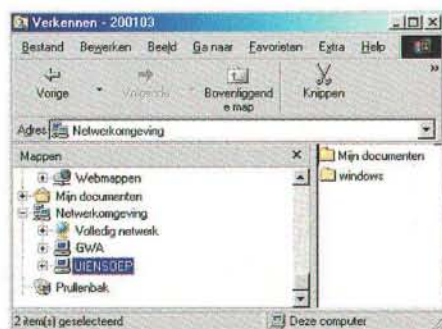 Verkennen - 200103
Bestand Bewerken Beeld Ga naar Favorieten Extra Help
Vorige Volgende Bovenliggend e map Knippen
Adres Netwerkomgeving
Mappen
Webmappen
Mijn documenten
Netwerkomgeving
Volledig netwerk
GWA
UIENSOEP
Prullenbak
Mijn documenten
windows
2 item(s) geselecteerd Deze computer